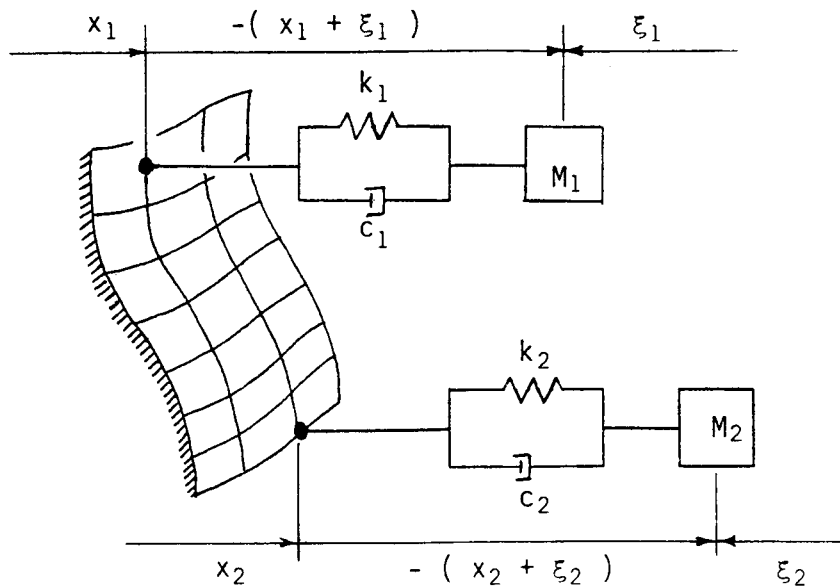 x₁ -( x₁ + ξ₁ ) ξ₁
k₁
M₁
c₁
k₂
M₂
c₂
x₂ - ( x₂ + ξ₂ ) ξ₂